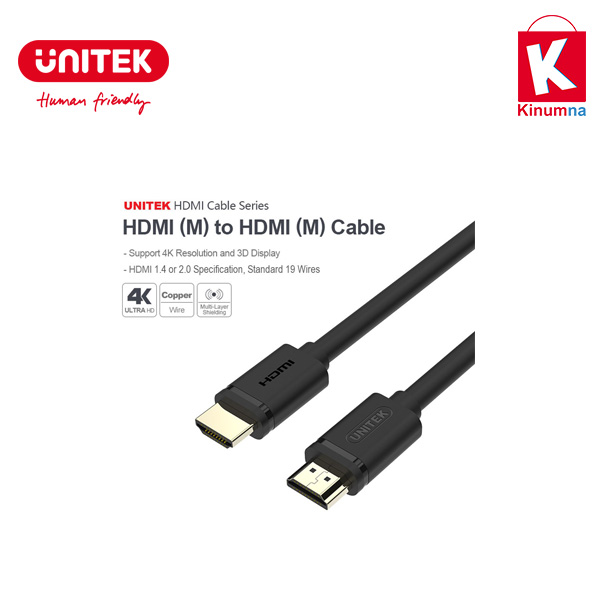 UNITEK
Human friendly
K
Kinumna
UNITEK HDMI Cable Series
HDMI (M) to HDMI (M) Cable
- Support 4K Resolution and 3D Display
- HDMI 1.4 or 2.0 Specification, Standard 19 Wires
4K
ULTRA HD
Copper
Wire
Multi-Layer
Shielding
HDMI
UNITEK